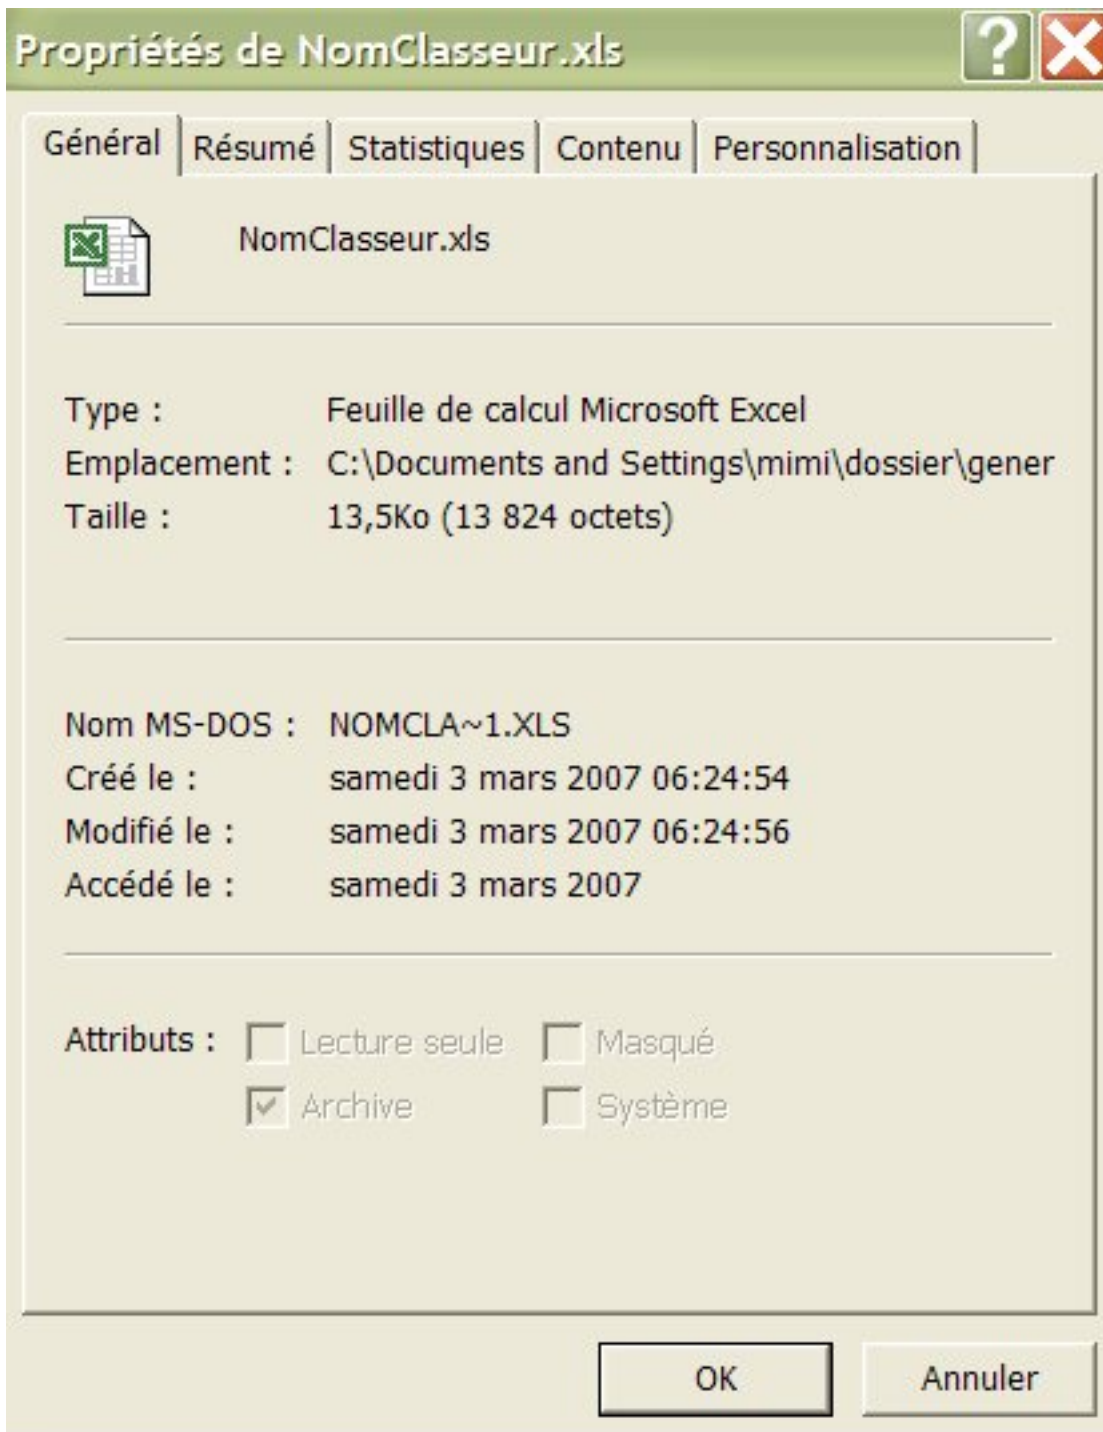 Propriétés de NomClasseur.xls
Général Résumé Statistiques Contenu Personnalisation
NomClasseur.xls
Type : Feuille de calcul Microsoft Excel
Emplacement : C:\Documents and Settings\mimi\dossier\gener
Taille : 13,5Ko (13 824 octets)
Nom MS-DOS : NOMCLA~1.XLS
Créé le : samedi 3 mars 2007 06:24:54
Modifié le : samedi 3 mars 2007 06:24:56
Accédé le : samedi 3 mars 2007
Attributs : Lecture seule Masqué
Archive Système
OK Annuler